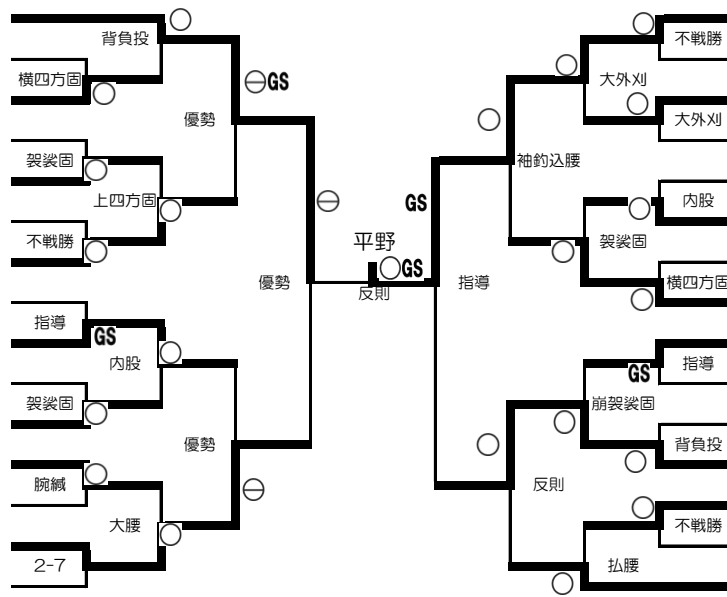 背負投
横四方固
GS
優勢
袈裟固
上四方固
不戦勝
優勢
指導
GS
内股
袈裟固
優勢
腕緘
大腰
2-7
平野
GS
反則
GS
指導
不戦勝
大外刈
大外刈
袖釣込腰
内股
袈裟固
横四方固
指導
GS
崩袈裟固
背負投
反則
不戦勝
払腰